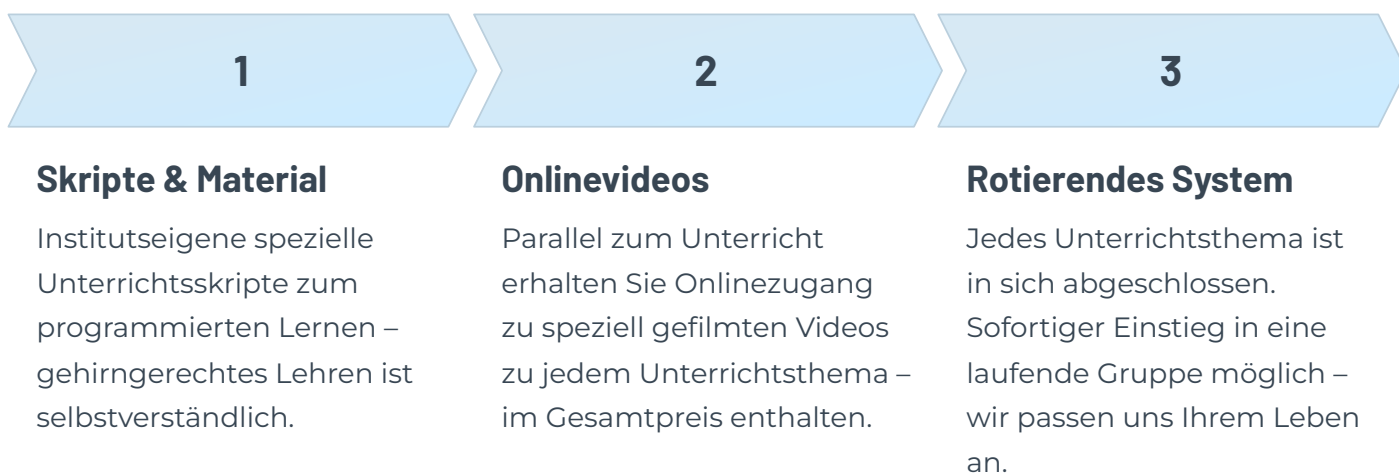 1
Skripte & Material
Institutseigene spezielle
Unterrichtsskripte zum
programmierten Lernen –
gehirngerechtes Lehren ist
selbstverständlich.
2
Onlinevideos
Parallel zum Unterricht
erhalten Sie Onlinezugang
zu speziell gefilmten Videos
zu jedem Unterrichtsthema –
im Gesamtpreis enthalten.
3
Rotierendes System
Jedes Unterrichtsthema ist
in sich abgeschlossen.
Sofortiger Einstieg in eine
laufende Gruppe möglich –
wir passen uns Ihrem Leben
an.